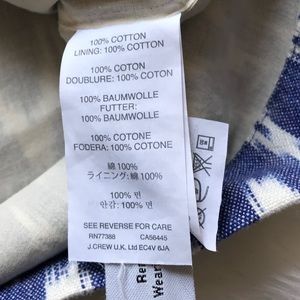 100% COTTON
LINING: 100% COTTON
100% COTON
DOUBLURE: 100% COTON
100% BAUMWOLLE
FUTTER:
100% BAUMWOLLE
100% COTONE
FODERA: 100% COTONE
綿 100%
ライニング: 綿 100%
100% 면
안감: 100% 면
SEE REVERSE FOR CARE
RN77388 CA56445
J.CREW U.K. Ltd EC4V 6JA
Wear